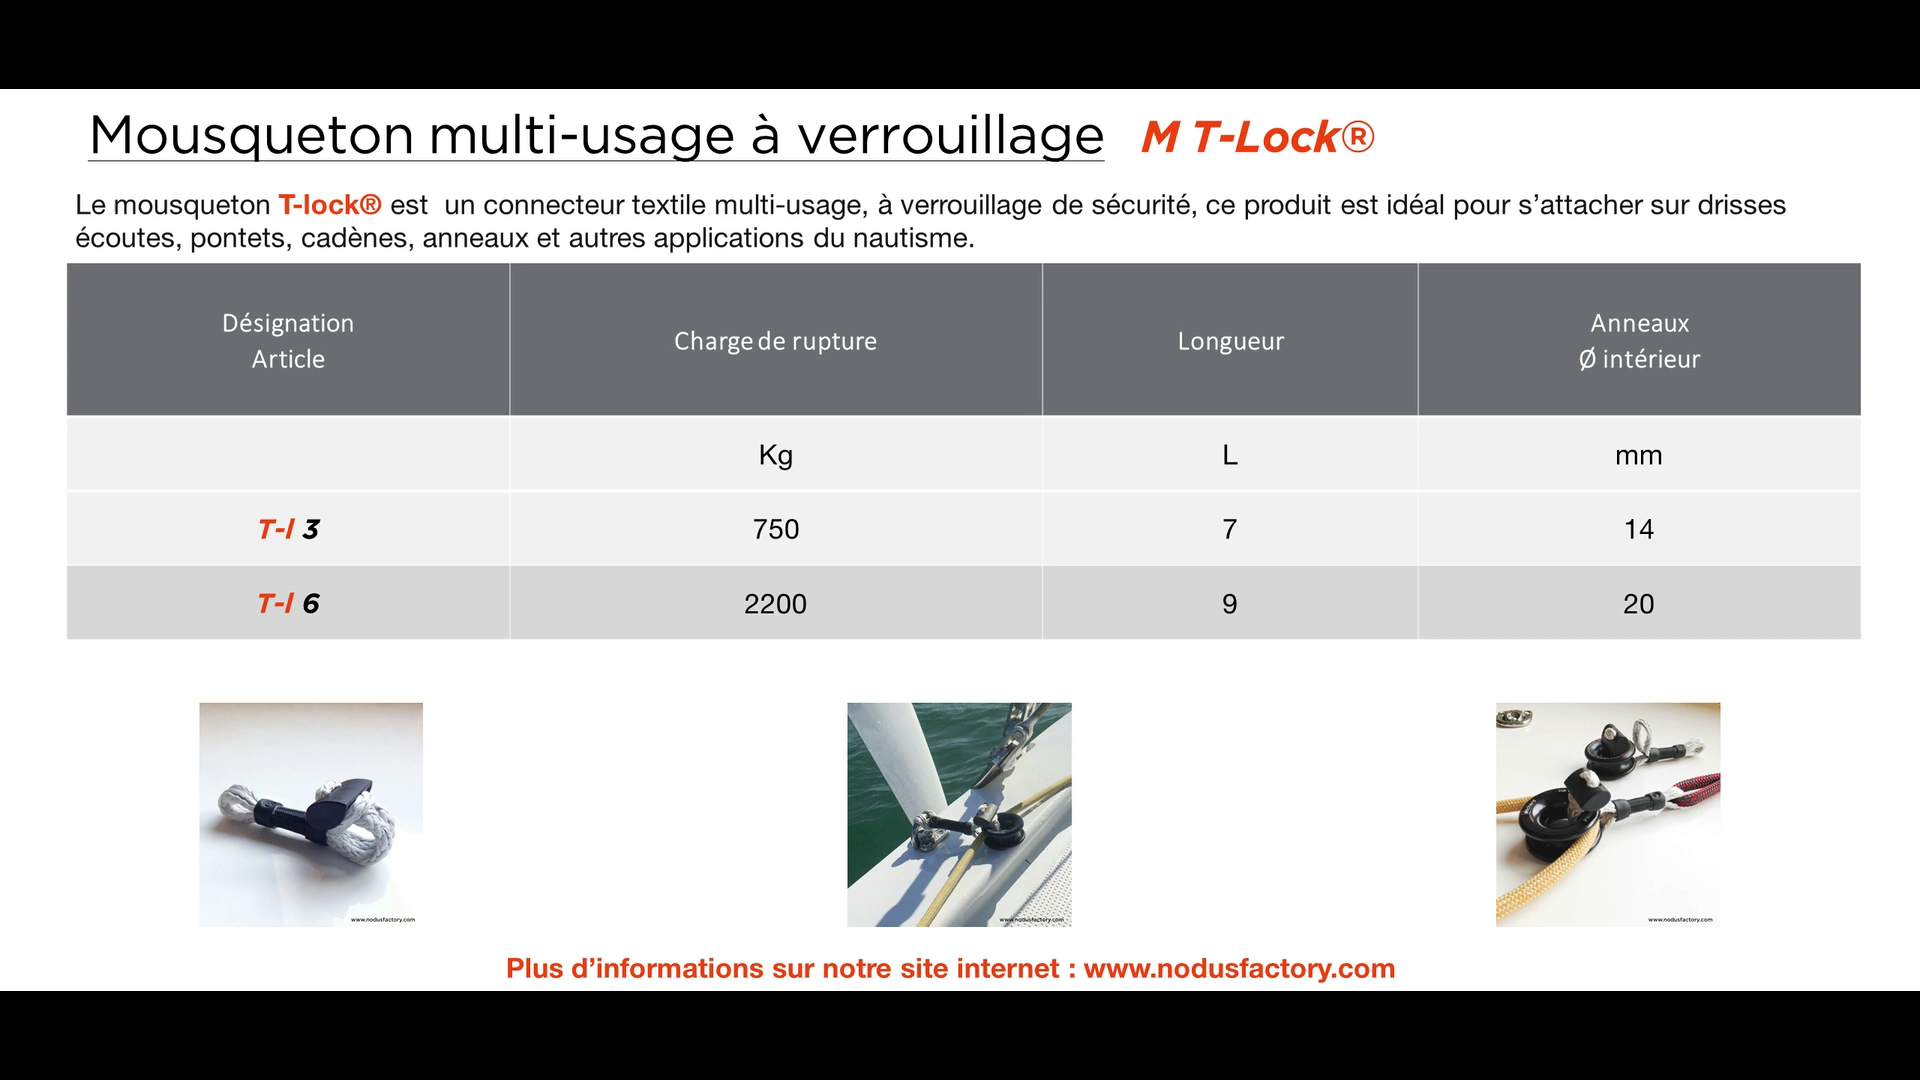 Mousqueton multi-usage à verrouillage M T-Lock®
Le mousqueton T-lock® est un connecteur textile multi-usage, à verrouillage de sécurité, ce produit est idéal pour s’attacher sur drisses
écoutes, pontets, cadènes, anneaux et autres applications du nautisme.
Désignation
Article
Charge de rupture
Longueur
Anneaux
Ø intérieur
Kg
L
mm
T-l 3
750
7
14
T-l 6
2200
9
20
www.nodusfactory.com
www.nodusfactory.com
www.nodusfactory.com
Plus d’informations sur notre site internet : www.nodusfactory.com